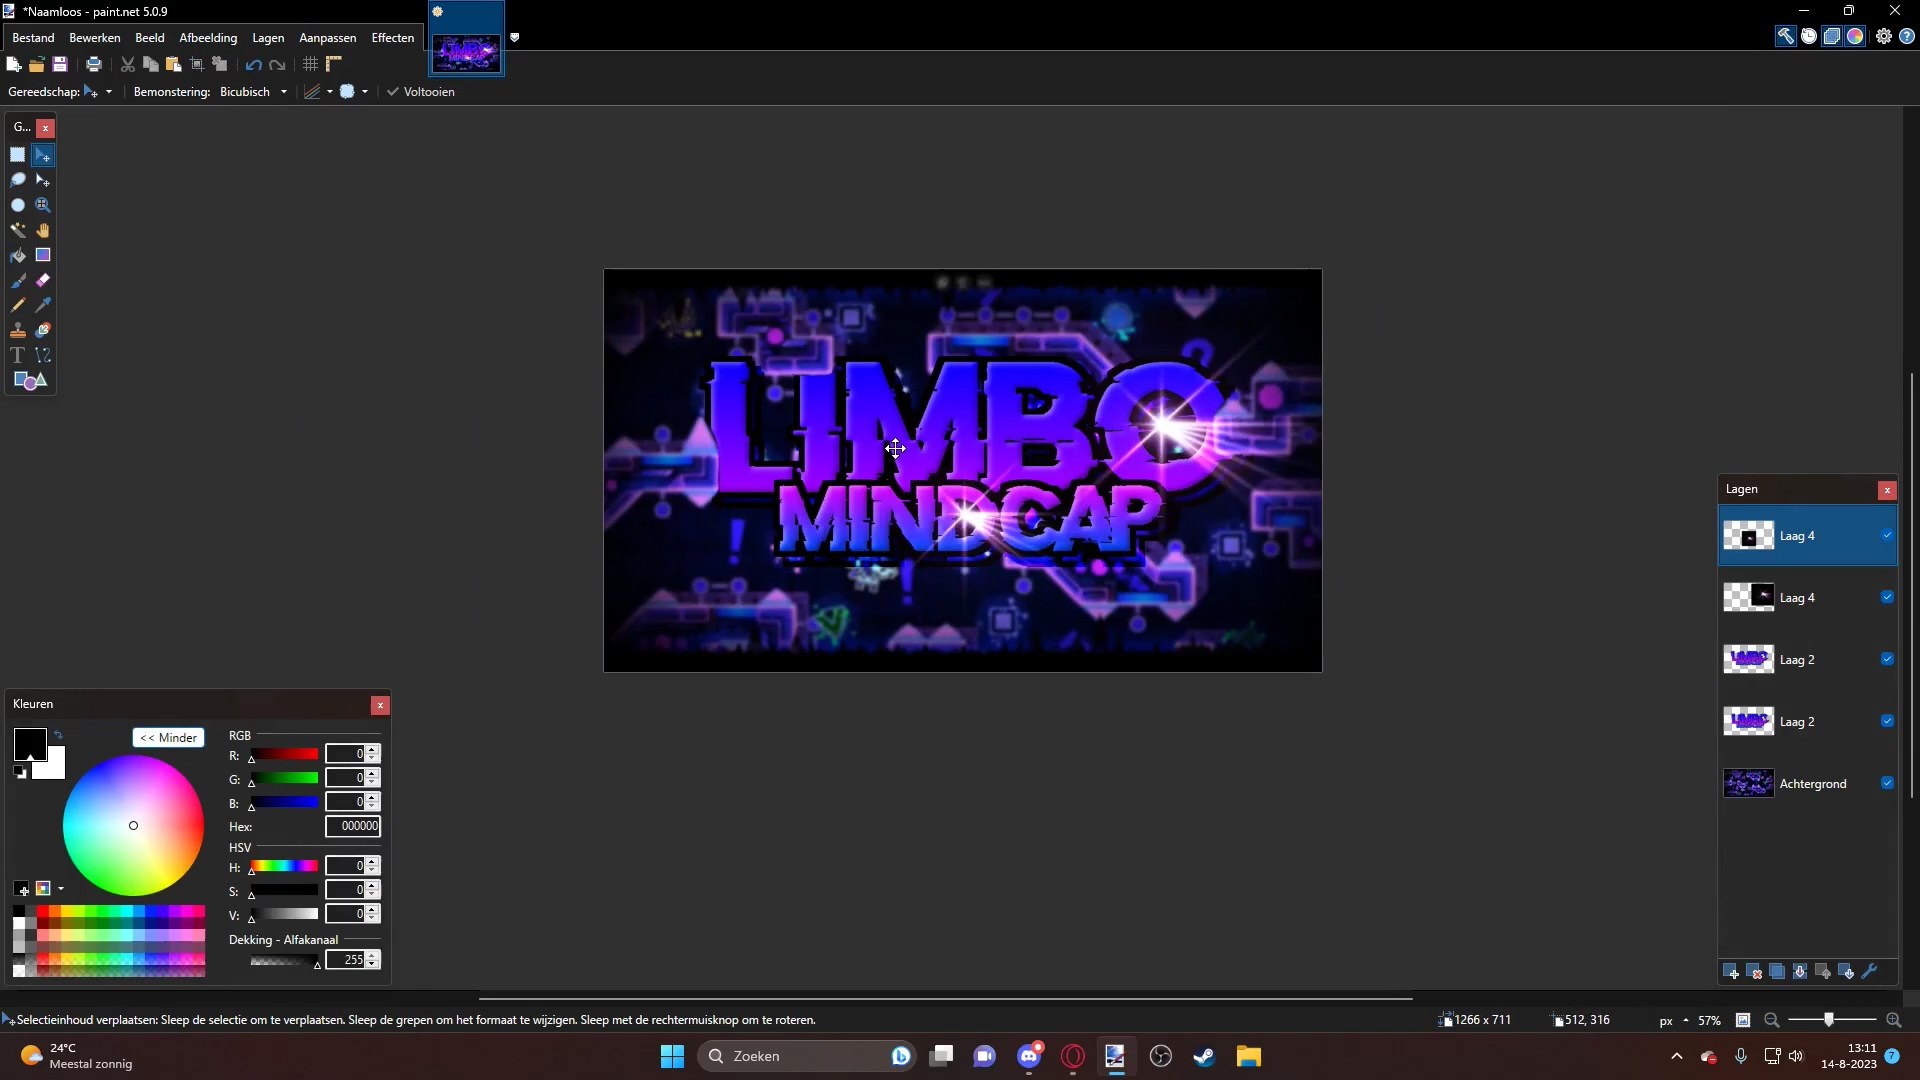 *Naamloos - paint.net 5.0.9
Bestand Bewerken Beeld Afbeelding Lagen Aanpassen Effecten
Gereedschap: Bemonstering: Bicubisch Voltooien
G... x
T
LIMBO
MINDCAP
Lagen x
Laag 4
Laag 4
Laag 2
Laag 2
Achtergrond
Kleuren x
<< Minder
RGB
R: 0
G: 0
B: 0
Hex: 000000
HSV
H: 0
S: 0
V: 0
Dekking - Alfakanaal
255
Selectieinhoud verplaatsen: Sleep de selectie om te verplaatsen. Sleep de grepen om het formaat te wijzigen. Sleep met de rechtermuisknop om te roteren.
1266 x 711 512, 316 px 57%
24°C
Meestal zonnig
Zoeken
13:11
14-8-2023
7